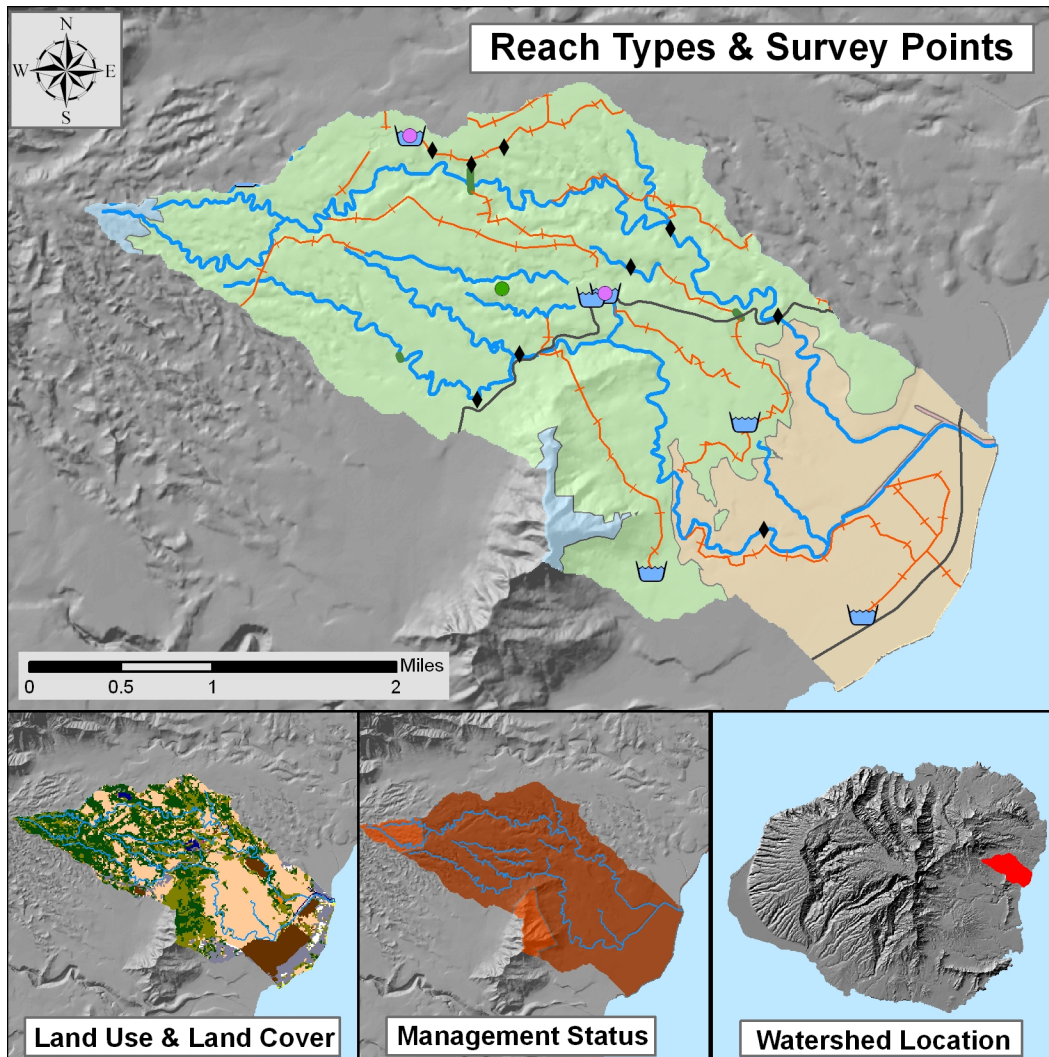 Reach Types & Survey Points
N
W E
S
Miles
0 0.5 1 2
Land Use & Land Cover
Management Status
Watershed Location